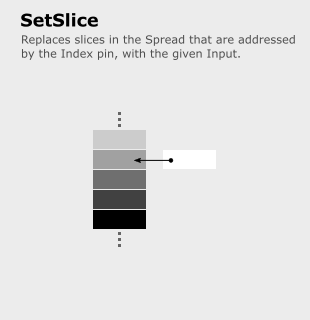 SetSlice
Replaces slices in the Spread that are addressed
by the Index pin, with the given Input.